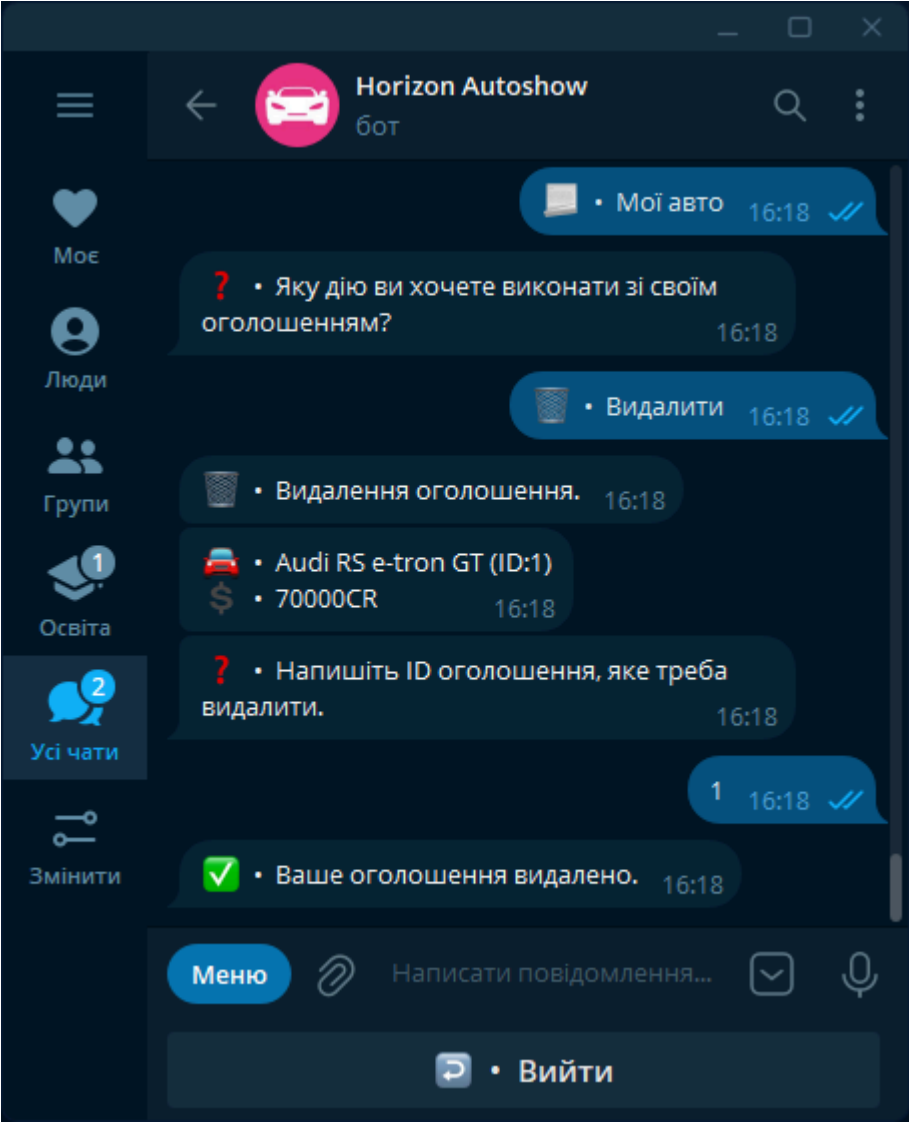 Horizon Autoshow
бот
• Мої авто 16:18
Моє
❓ • Яку дію ви хочете виконати зі своїм
оголошенням? 16:18
Люди
🗑 • Видалити 16:18
Групи
🗑 • Видалення оголошення. 16:18
🚘 • Audi RS e-tron GT (ID:1)
💲 • 70000CR 16:18
1
Освіта
❓ • Напишіть ID оголошення, яке треба
видалити. 16:18
2
Усі чати
1 16:18
Змінити
✅ • Ваше оголошення видалено. 16:18
Меню
Написати повідомлення...
↩ • Вийти